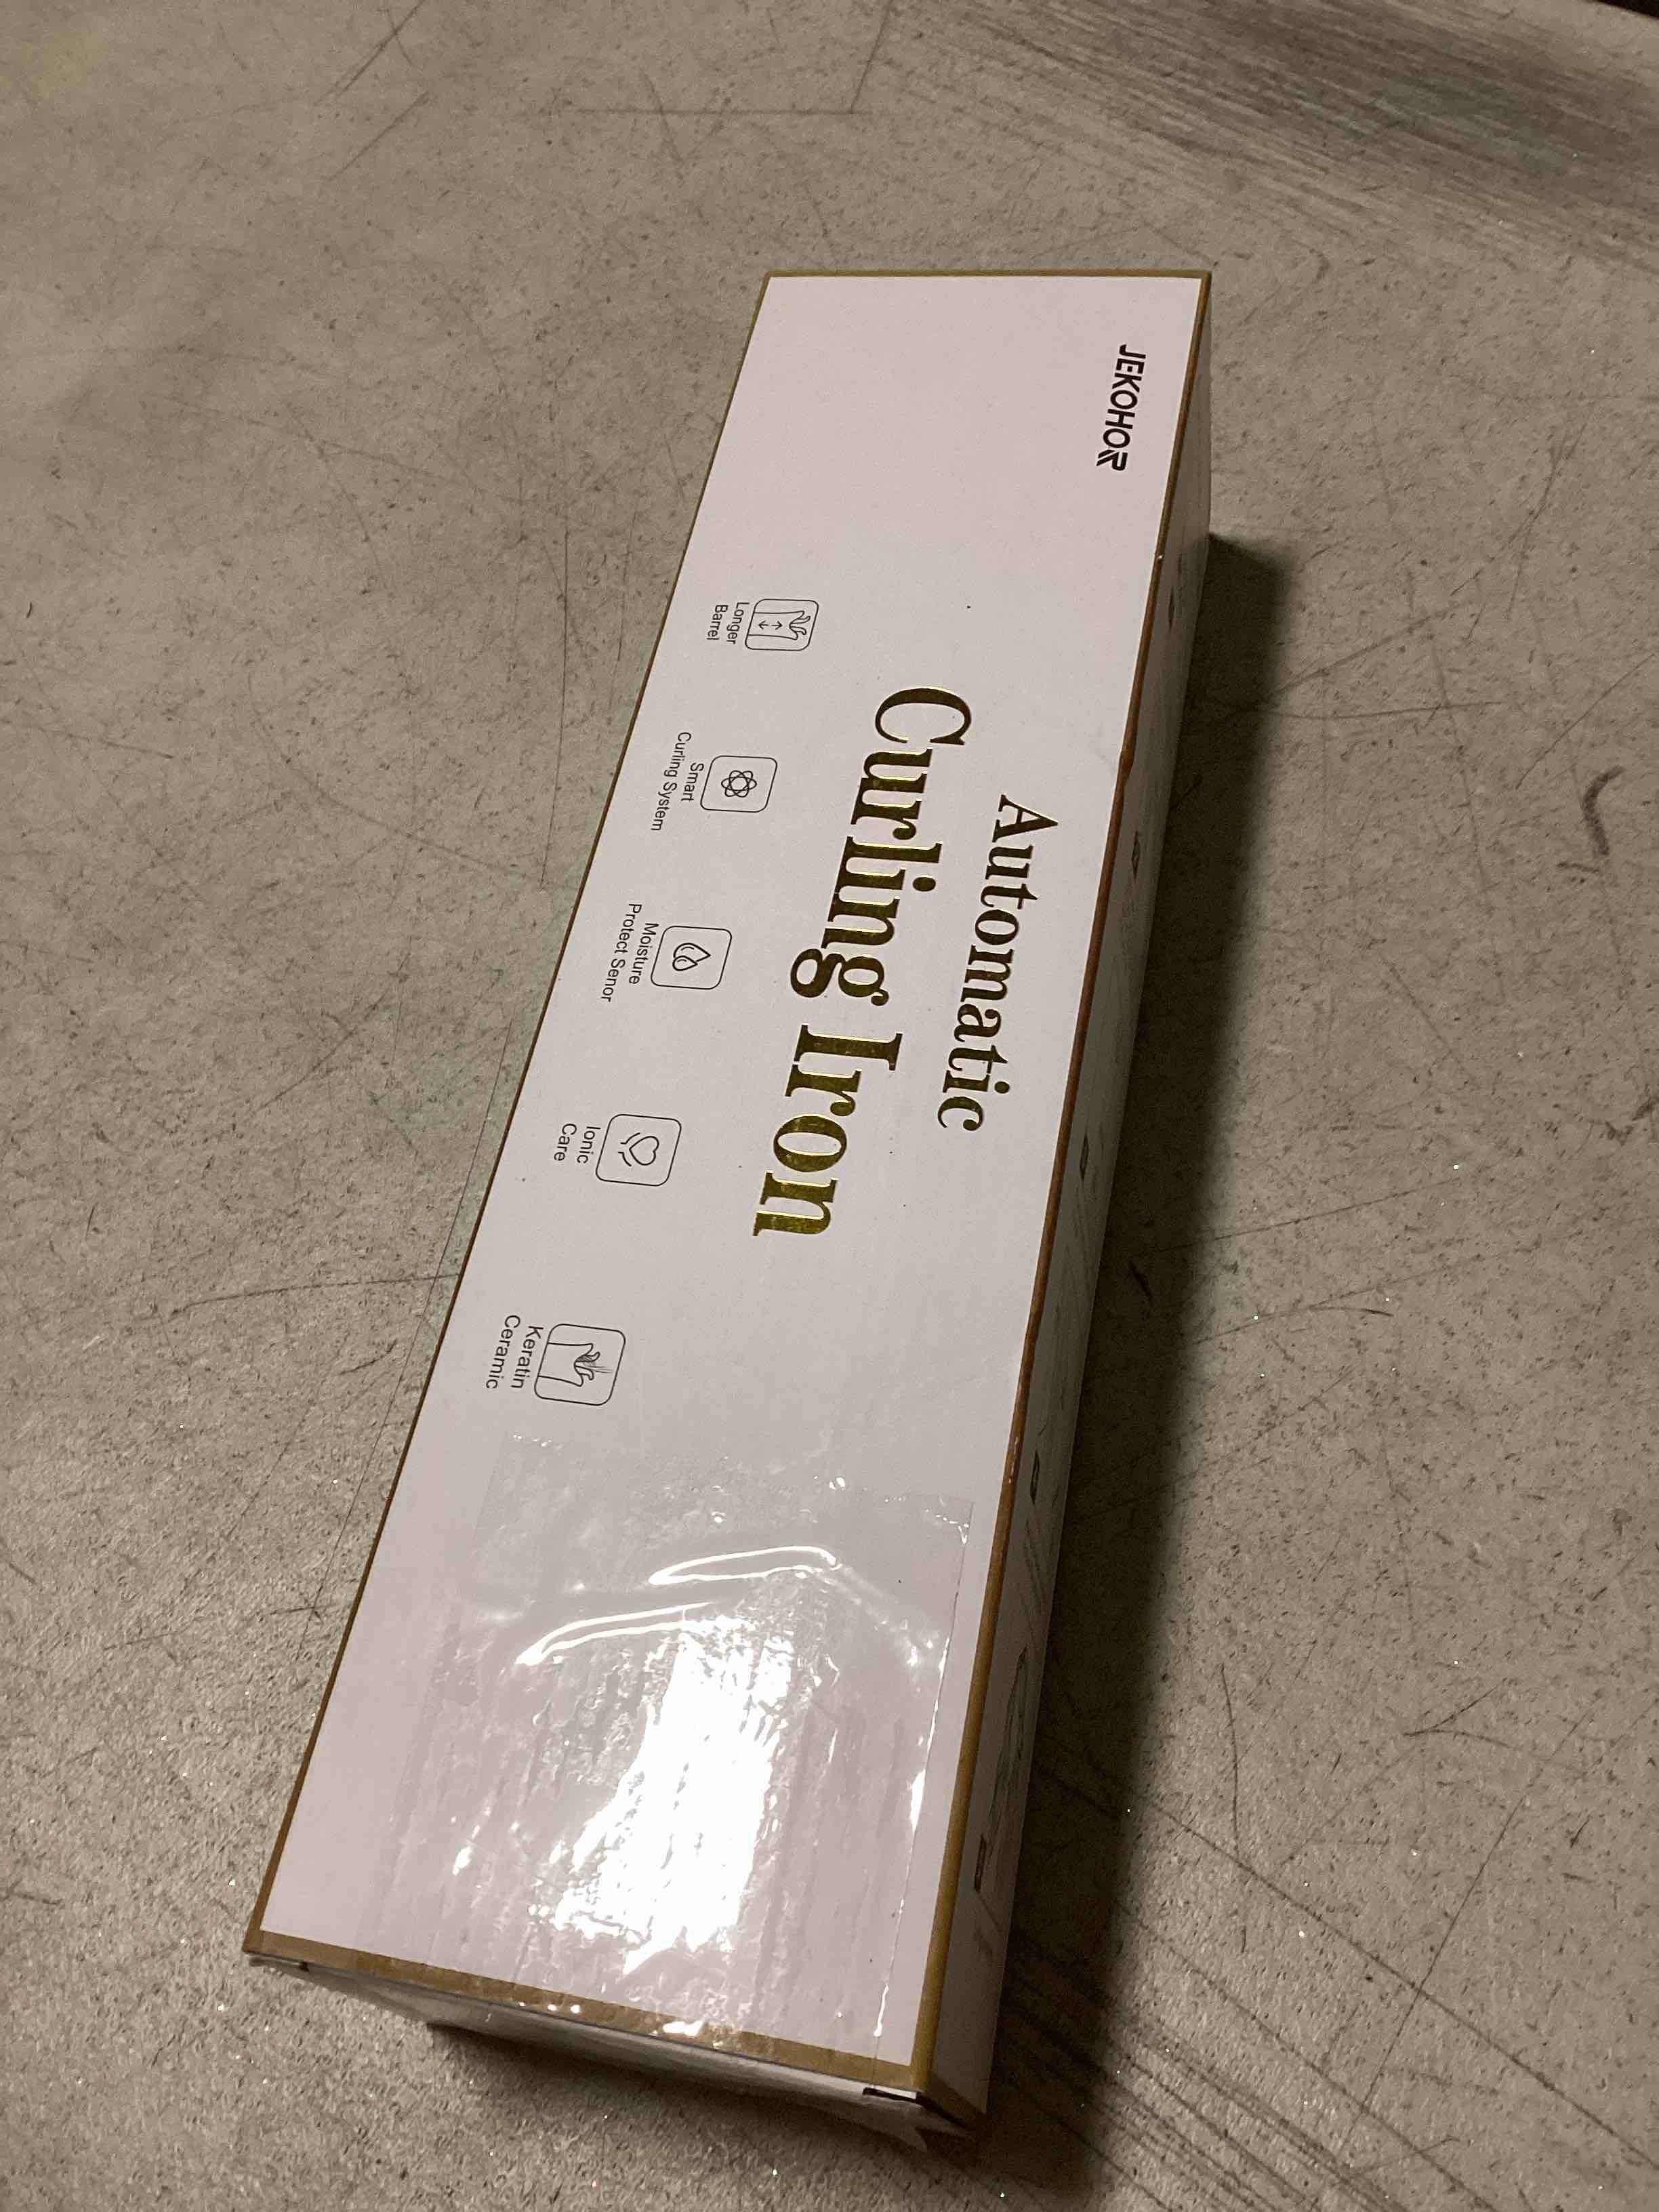 JEKOHOR
Automatic
Curling Iron
Longer
Barrel
Smart
Curling System
Moisture
Protect Senor
Ionic
Care
Keratin
Ceramic